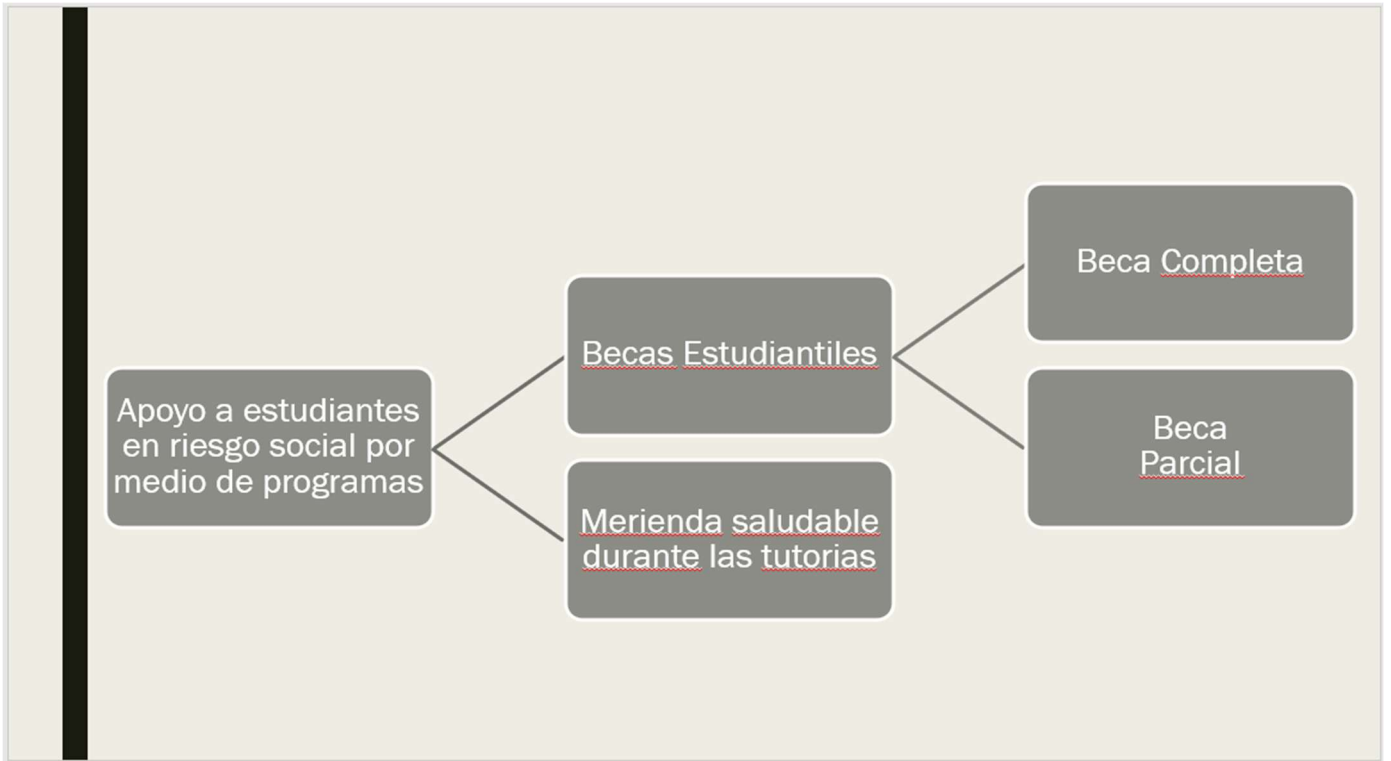 Apoyo a estudiantes
en riesgo social por
medio de programas
Becas Estudiantiles
Merienda saludable
durante las tutorias
Beca Completa
Beca
Parcial